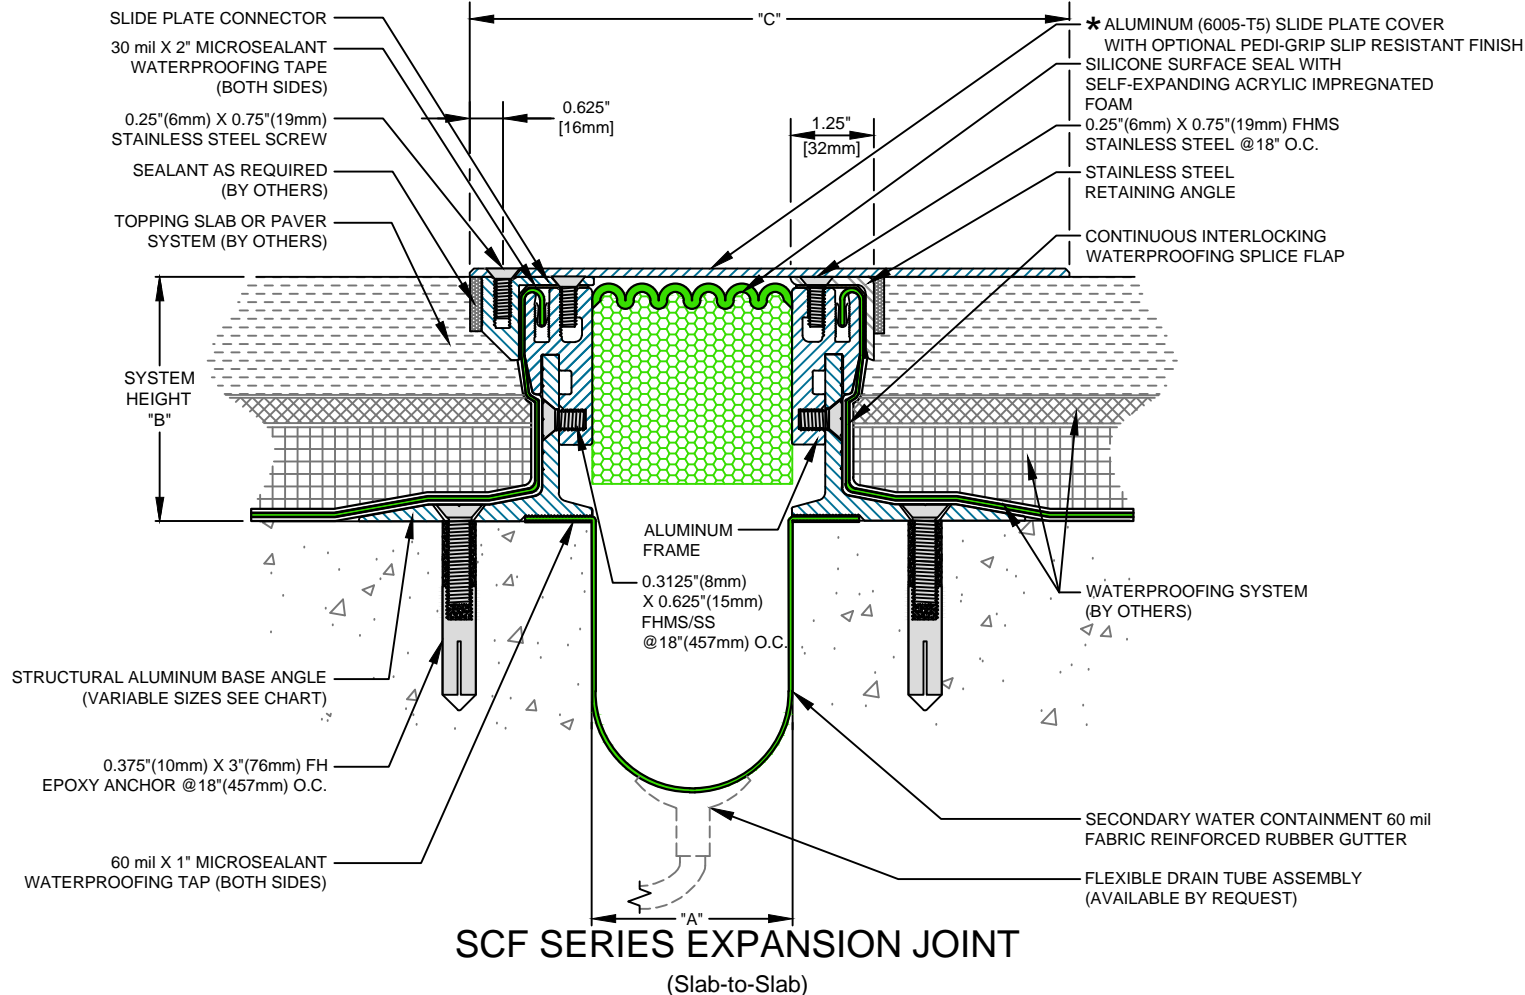 SLIDE PLATE CONNECTOR
30 mil X 2" MICROSEALANT
WATERPROOFING TAPE
(BOTH SIDES)
0.25"(6mm) X 0.75"(19mm)
STAINLESS STEEL SCREW
SEALANT AS REQUIRED
(BY OTHERS)
TOPPING SLAB OR PAVER
SYSTEM (BY OTHERS)
"C"
0.625"
[16mm]
1.25"
[32mm]
* ALUMINUM (6005-T5) SLIDE PLATE COVER
WITH OPTIONAL PEDI-GRIP SLIP RESISTANT FINISH
SILICONE SURFACE SEAL WITH
SELF-EXPANDING ACRYLIC IMPREGNATED
FOAM
0.25"(6mm) X 0.75"(19mm) FHMS
STAINLESS STEEL @18" O.C.
STAINLESS STEEL
RETAINING ANGLE
CONTINUOUS INTERLOCKING
WATERPROOFING SPLICE FLAP
SYSTEM
HEIGHT
"B"
ALUMINUM
FRAME
0.3125"(8mm)
X 0.625"(15mm)
FHMS/SS
@18"(457mm) O.C.
WATERPROOFING SYSTEM
(BY OTHERS)
STRUCTURAL ALUMINUM BASE ANGLE
(VARIABLE SIZES SEE CHART)
0.375"(10mm) X 3"(76mm) FH
EPOXY ANCHOR @18"(457mm) O.C.
60 mil X 1" MICROSEALANT
WATERPROOFING TAP (BOTH SIDES)
SECONDARY WATER CONTAINMENT 60 mil
FABRIC REINFORCED RUBBER GUTTER
FLEXIBLE DRAIN TUBE ASSEMBLY
(AVAILABLE BY REQUEST)
"A"
SCF SERIES EXPANSION JOINT
(Slab-to-Slab)